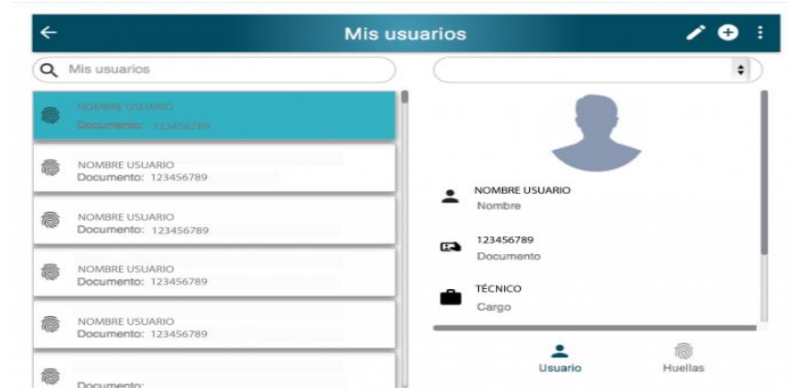 Mis usuarios
Mis usuarios
NOMBRE USUARIO
Documento: 123456789
NOMBRE USUARIO
Documento: 123456789
NOMBRE USUARIO
Documento: 123456789
NOMBRE USUARIO
Documento: 123456789
NOMBRE USUARIO
Documento: 123456789
Documento:
NOMBRE USUARIO
Nombre
123456789
Documento
TÉCNICO
Cargo
Usuario
Huellas